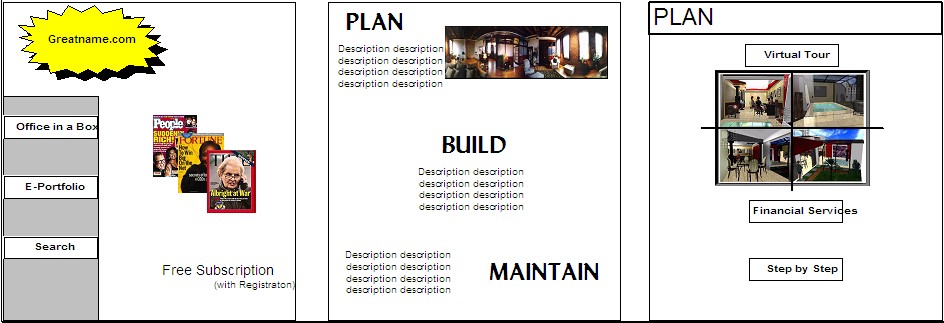 Greatname.com
Office in a Box
E-Portfolio
Search
People
SUDDENLY
RICH!
FORTUNE
How
To Win
TIME
Albright at War
Free Subscription
(with Registraton)
PLAN
Description description
description description
description description
description description
BUILD
Description description
description description
description description
description description
Description description
description description
description description
description description
MAINTAIN
PLAN
Virtual Tour
Financial Services
Step by Step